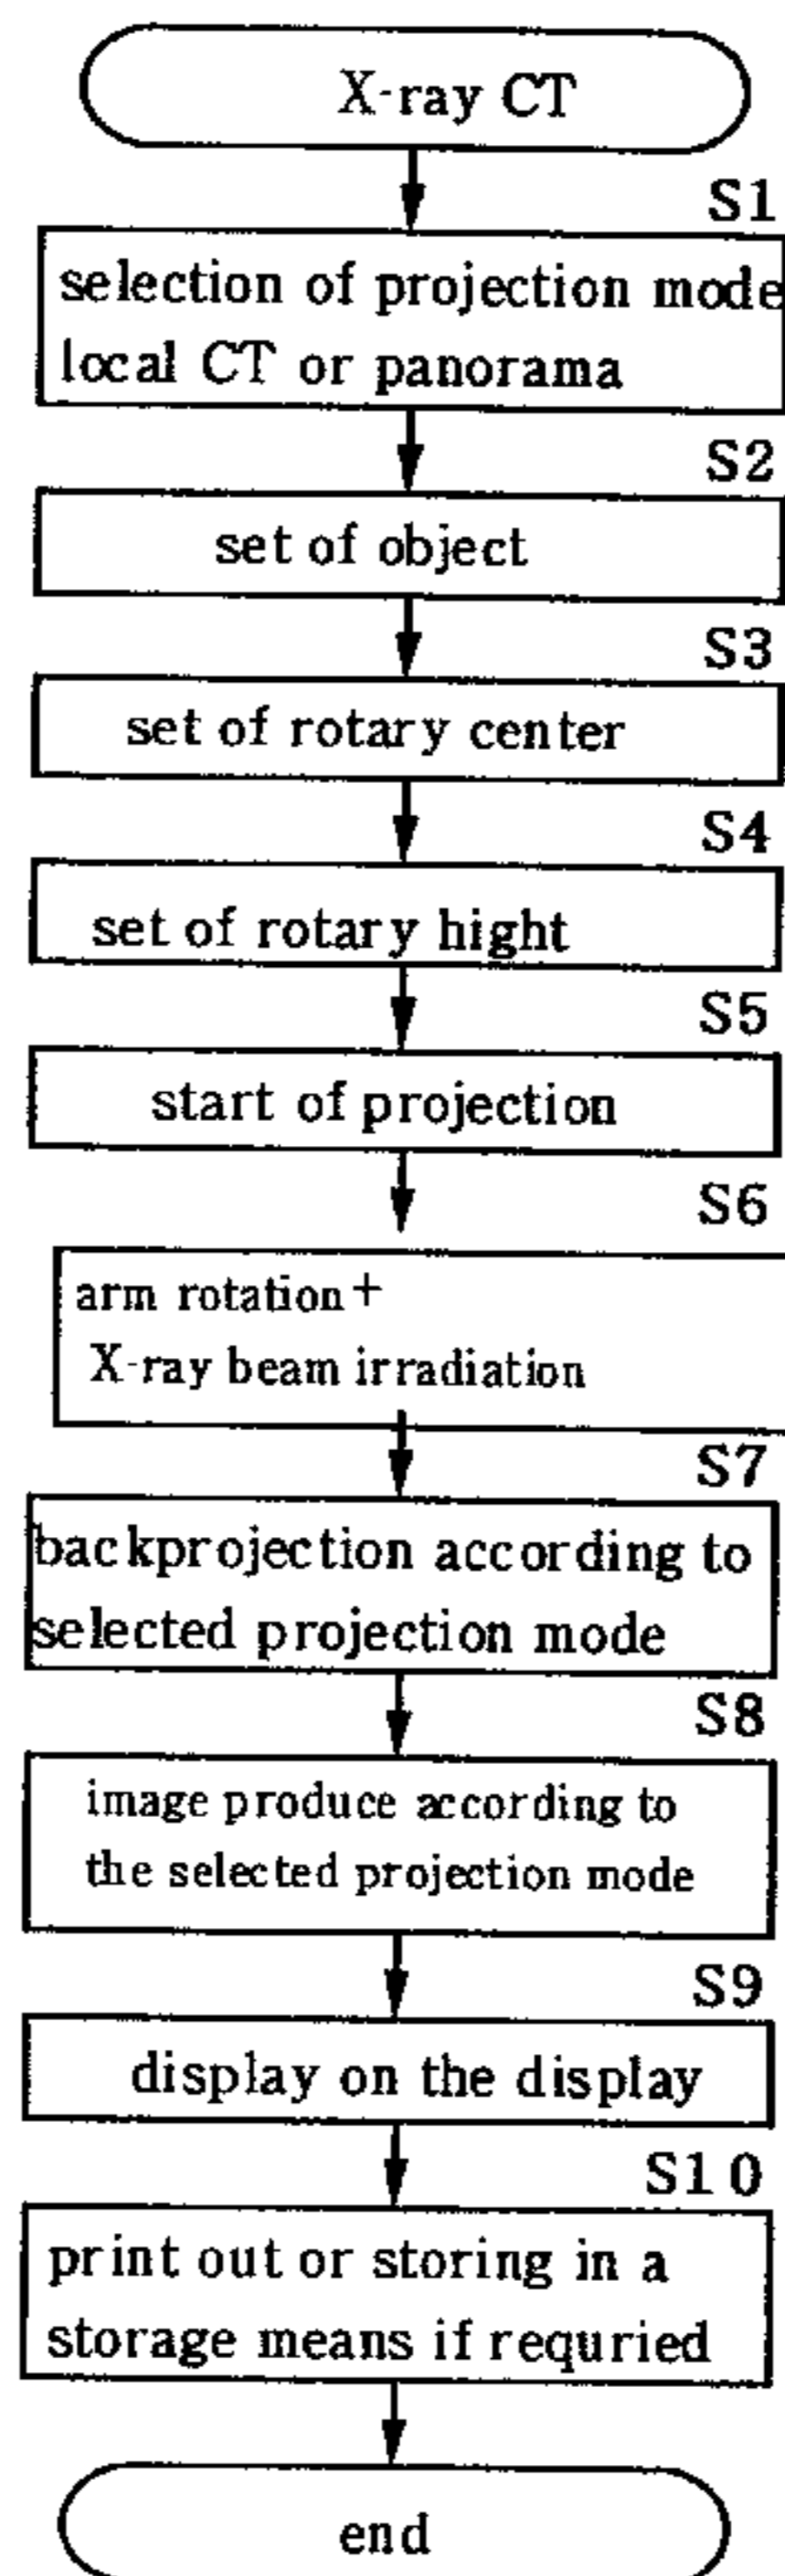 X-ray CT
S1
selection of projection mode
local CT or panorama
S2
set of object
S3
set of rotary center
S4
set of rotary hight
S5
start of projection
S6
arm rotation+
X-ray beam irradiation
S7
backprojection according to
selected projection mode
S8
image produce according to
the selected projection mode
S9
display on the display
S10
print out or storing in a
storage means if requried
end